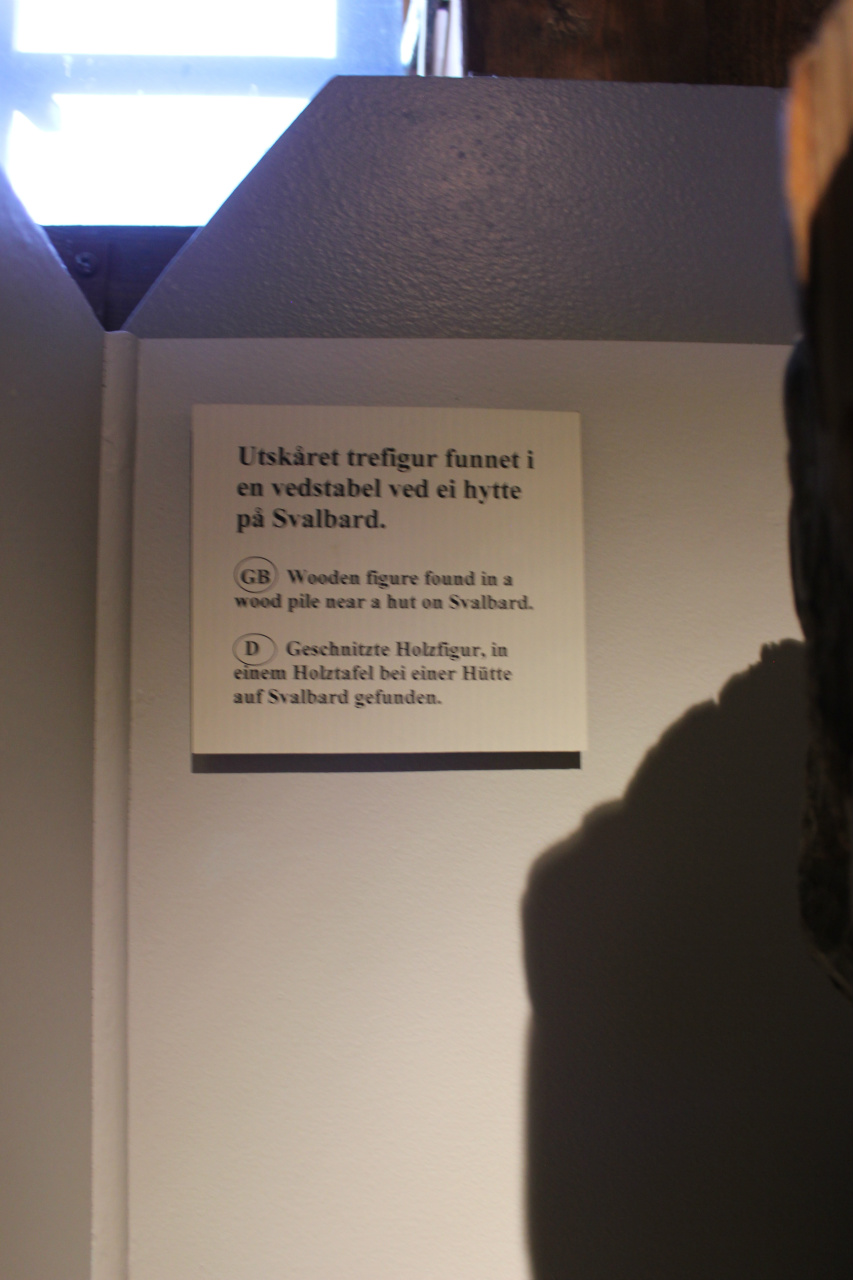 Utskåret trefigur funnet i
en vedstabel ved ei hytte
på Svalbard.
GB Wooden figure found in a
wood pile near a hut on Svalbard.
D Geschnitzte Holzfigur, in
einem Holztafel bei einer Hütte
auf Svalbard gefunden.